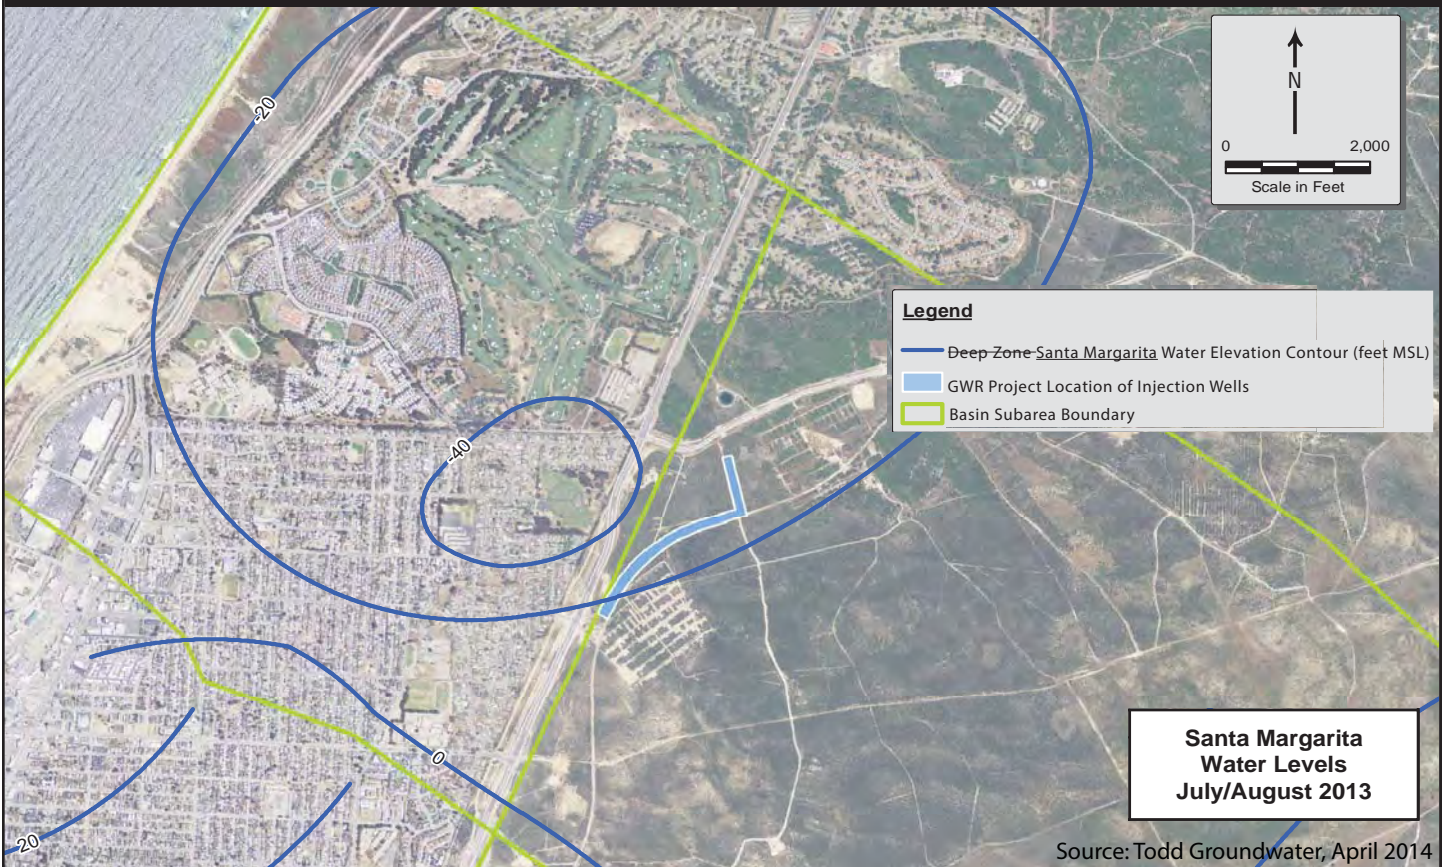 N
0 2,000
Scale in Feet
-20
Legend
Deep Zone Santa Margarita Water Elevation Contour (feet MSL)
GWR Project Location of Injection Wells
Basin Subarea Boundary
-40
0
20
Santa Margarita
Water Levels
July/August 2013
Source: Todd Groundwater, April 2014